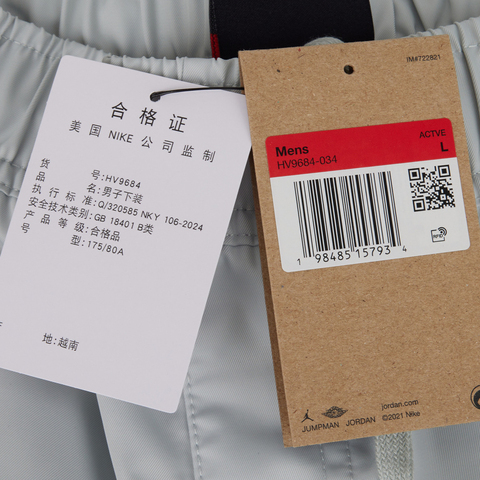 合格证
美国 NIKE 公司监制
货 号:HV9684
品 名:男子下装
执行标准:Q/320585 NKY 106-2024
安全技术类别:GB 18401 B类
产品等级:合格品
号 型:175/80A
地:越南
IM#722821
ACTVE
Mens L
HV9684-034
RFID
1 98485 15793 4
jordan.com
JUMPMAN JORDAN ©2021 Nike